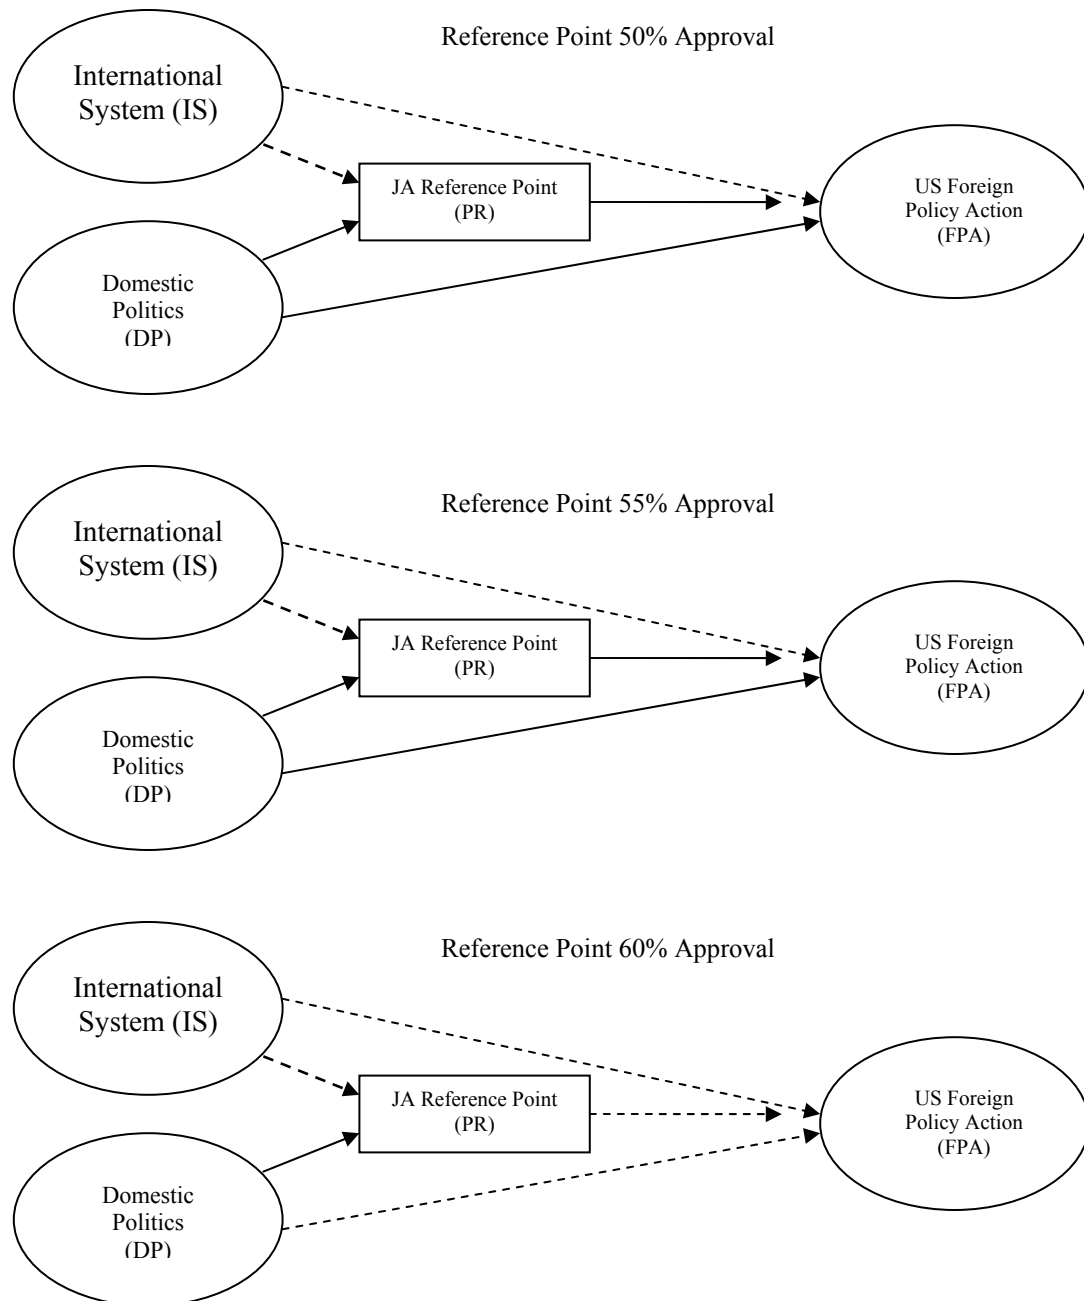 Reference Point 50% Approval
International
System (IS)
JA Reference Point
(PR)
US Foreign
Policy Action
(FPA)
Domestic
Politics
(DP)
Reference Point 55% Approval
International
System (IS)
JA Reference Point
(PR)
US Foreign
Policy Action
(FPA)
Domestic
Politics
(DP)
Reference Point 60% Approval
International
System (IS)
JA Reference Point
(PR)
US Foreign
Policy Action
(FPA)
Domestic
Politics
(DP)